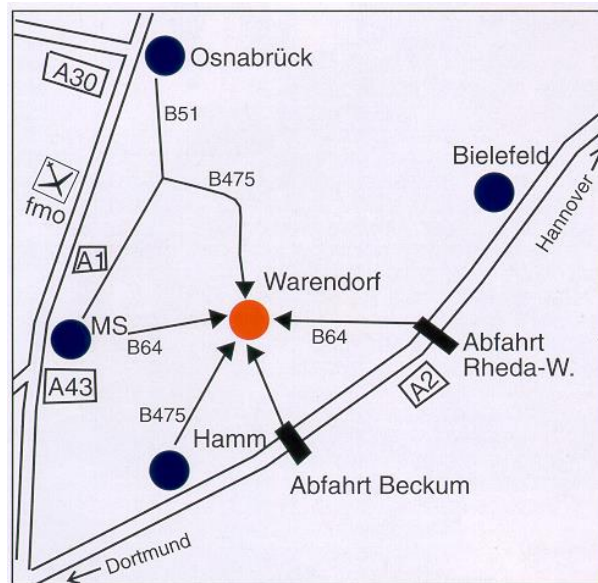 Osnabrück
A30
B51
Bielefeld
B475
Hannover
fmo
A1
Warendorf
MS
B64
B64
Abfahrt
Rheda-W.
A43
A2
B475
Hamm
Abfahrt Beckum
Dortmund